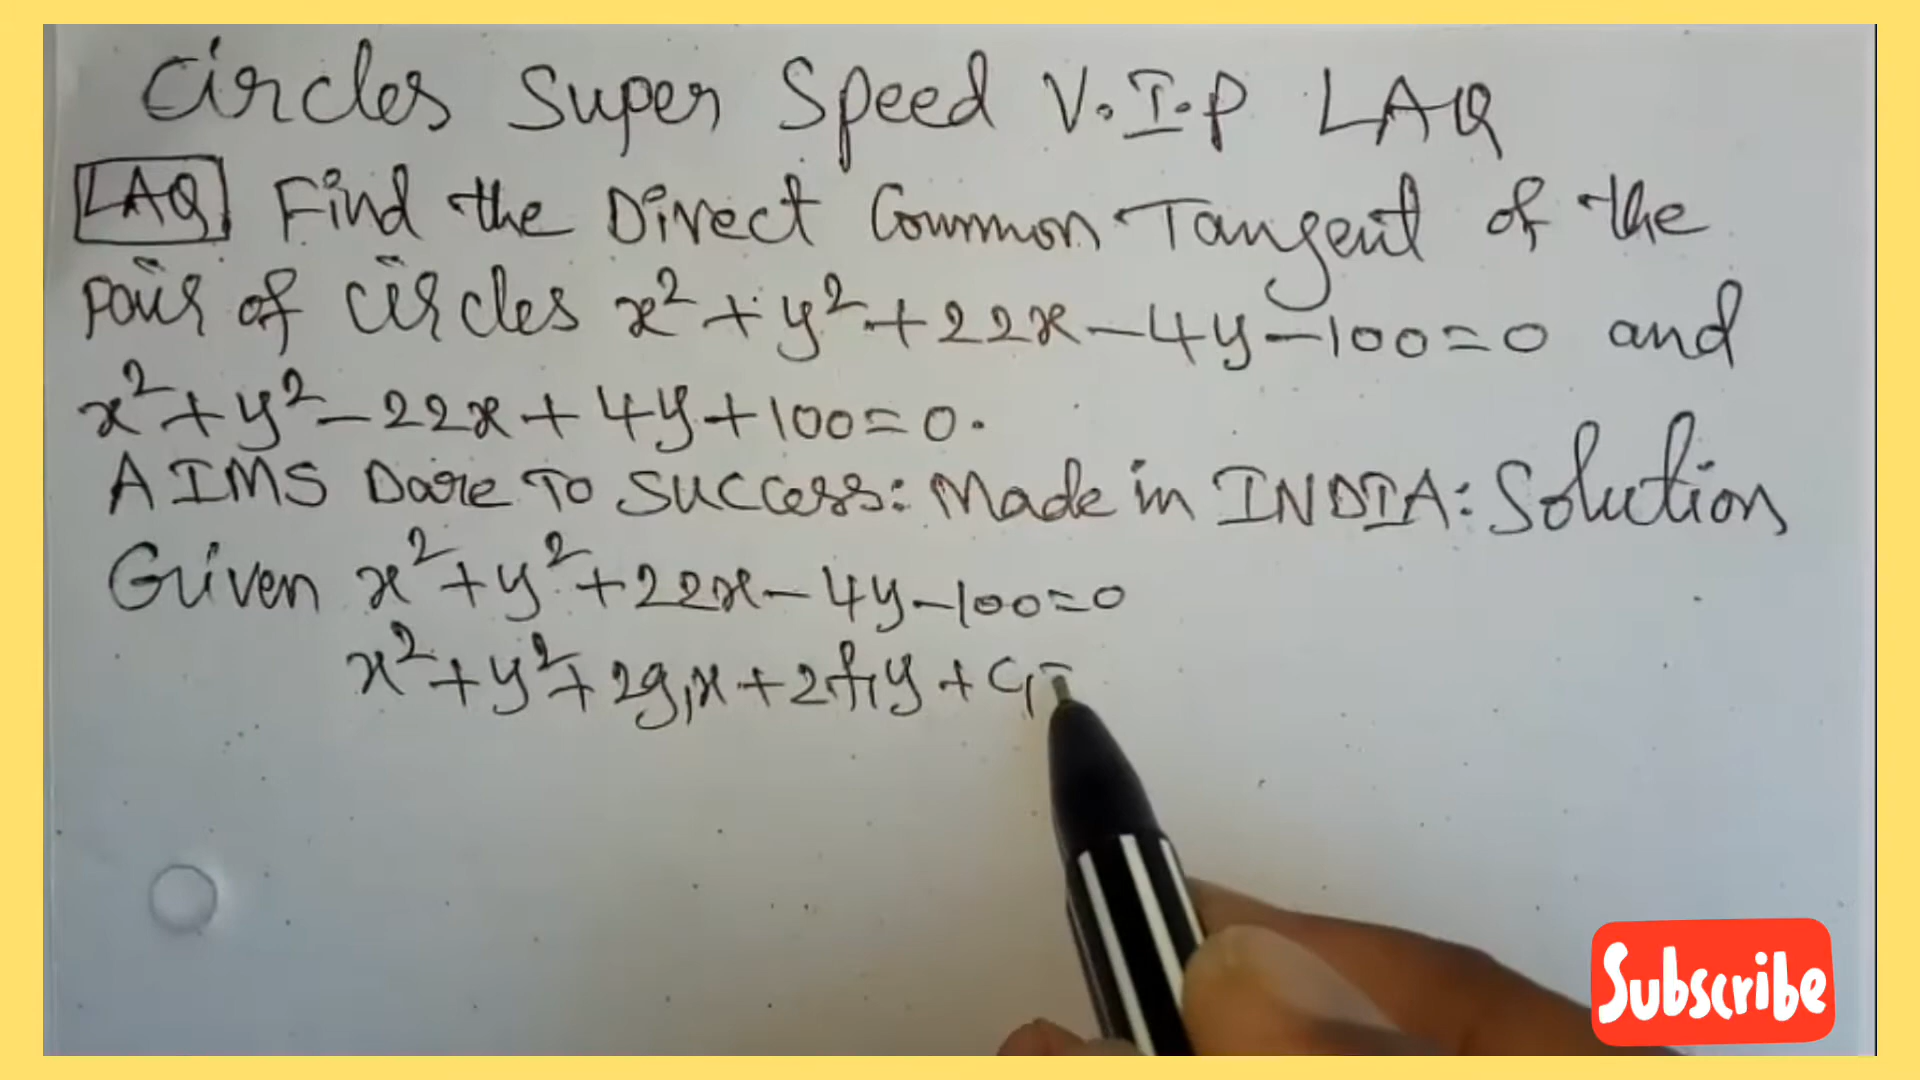 Circles Super Speed V.I.P LAQ
LAQ Find the Direct Common Tangent of the
pair of circles x²+y²+22x-4y-100=0 and
x²+y²-22x+4y+100=0.
AIMS Dare To Success: Made in INDIA: Solution
Given x²+y²+22x-4y-100=0
x²+y²+2g₁x+2f₁y+c₁=
Subscribe